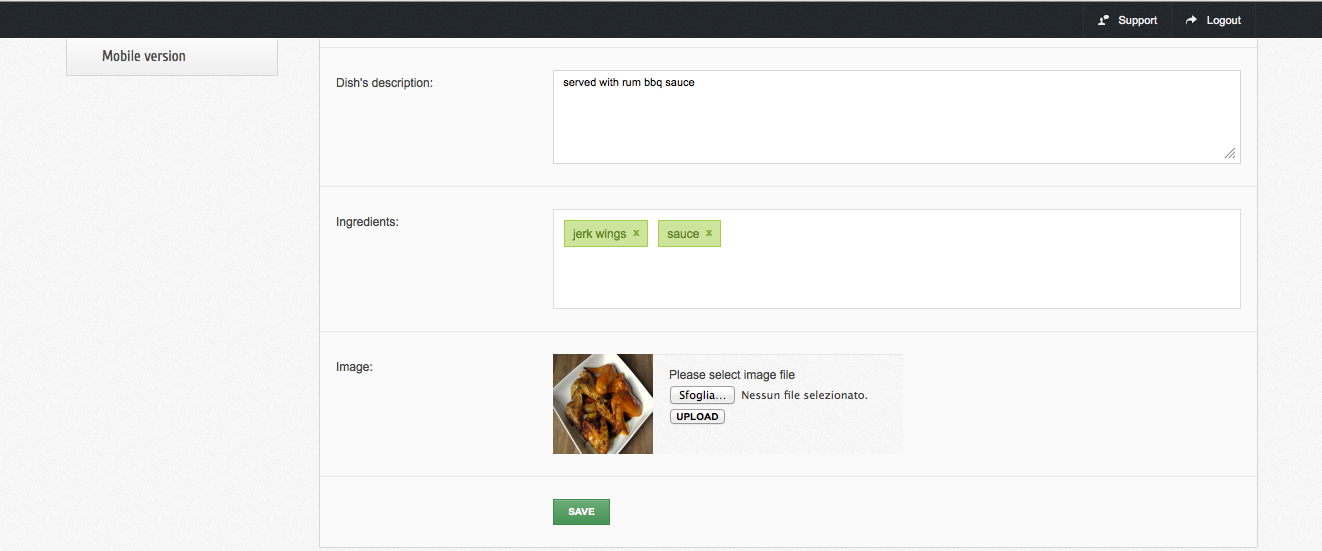 Support
Logout
Mobile version
Dish's description:
served with rum bbq sauce
Ingredients:
jerk wings x
sauce x
Image:
Please select image file
Sfoglia... Nessun file selezionato.
UPLOAD
SAVE